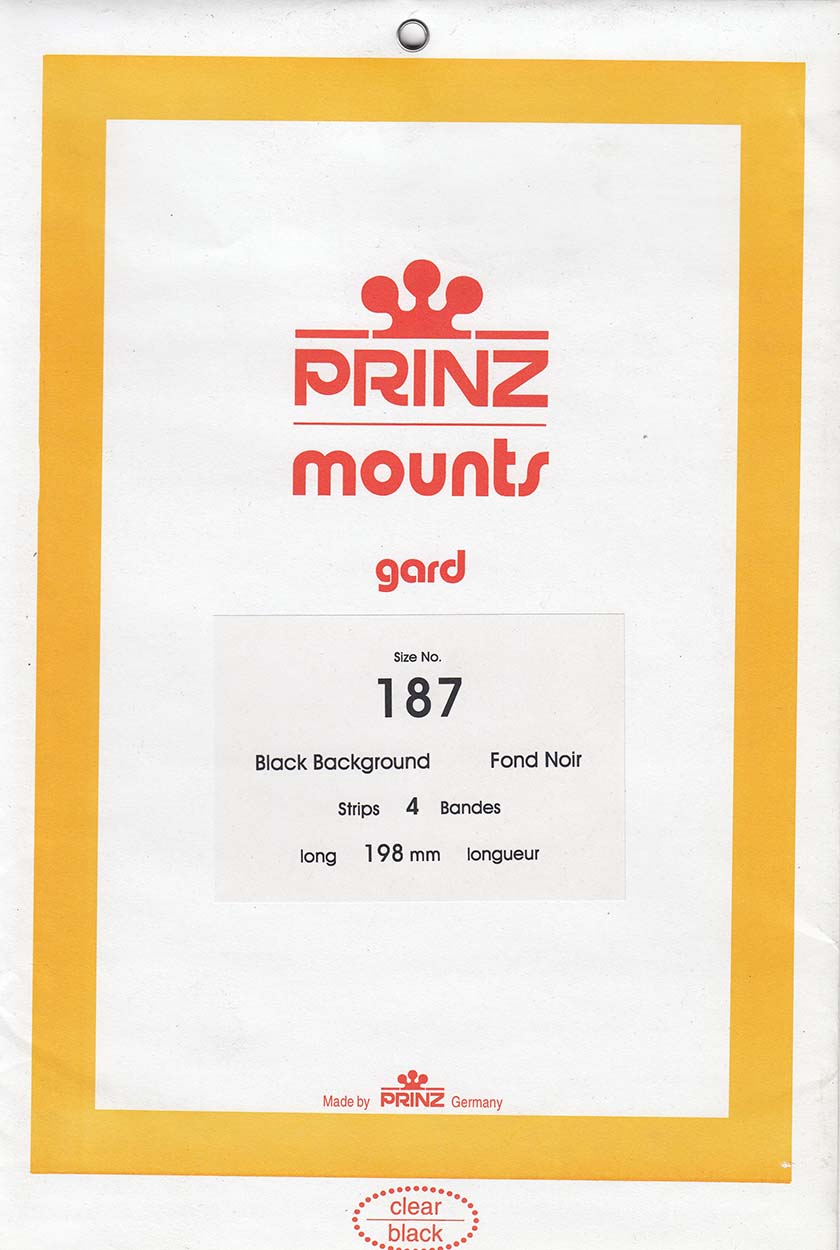 PRINZ
mounts
gard
Size No.
187
Black Background Fond Noir
Strips 4 Bandes
long 198 mm longueur
Made by PRINZ Germany
clear
black